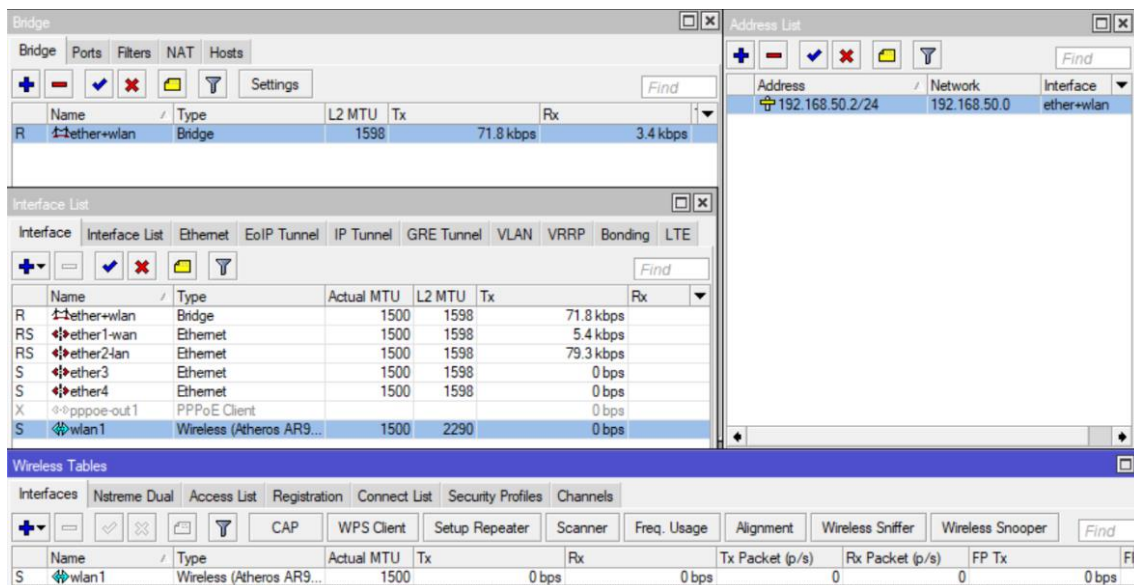 Bridge
Bridge Ports Filters NAT Hosts
Settings Find
Name Type L2 MTU Tx Rx
R ether+wlan Bridge 1598 71.8 kbps 3.4 kbps
Address List
Find
Address Network Interface
192.168.50.2/24 192.168.50.0 ether+wlan
Interface List
Interface Interface List Ethernet EoIP Tunnel IP Tunnel GRE Tunnel VLAN VRRP Bonding LTE
Find
Name Type Actual MTU L2 MTU Tx Rx
R ether+wlan Bridge 1500 1598 71.8 kbps
RS ether1-wan Ethernet 1500 1598 5.4 kbps
RS ether2-lan Ethernet 1500 1598 79.3 kbps
S ether3 Ethernet 1500 1598 0 bps
S ether4 Ethernet 1500 1598 0 bps
X pppoe-out1 PPPoE Client 0 bps
S wlan1 Wireless (Atheros AR9... 1500 2290 0 bps
Wireless Tables
Interfaces Nstreme Dual Access List Registration Connect List Security Profiles Channels
CAP WPS Client Setup Repeater Scanner Freq. Usage Alignment Wireless Sniffer Wireless Snooper Find
Name Type Actual MTU Tx Rx Tx Packet (p/s) Rx Packet (p/s) FP Tx
S wlan1 Wireless (Atheros AR9... 1500 0 bps 0 bps 0 0 0 bps